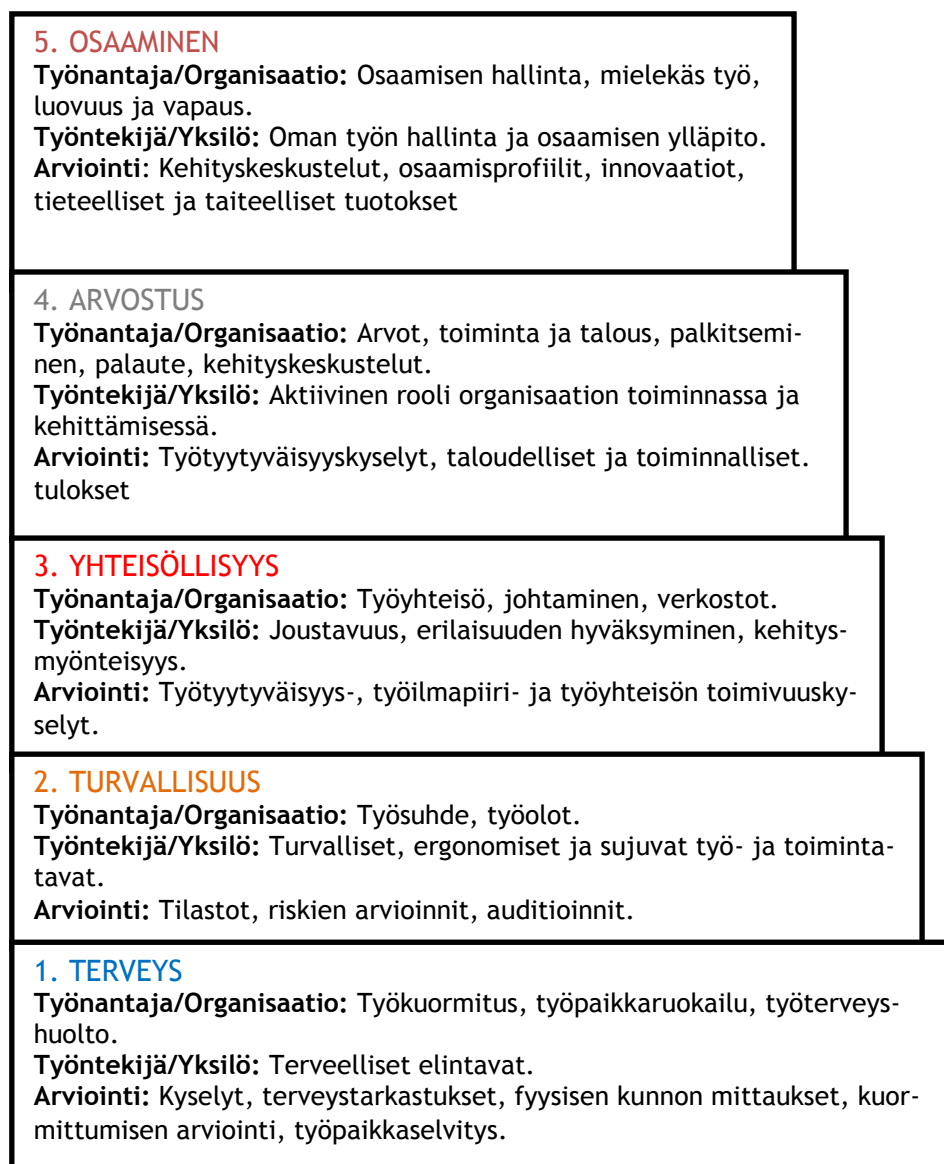 5. OSAAMINEN
Työnantaja/Organisaatio: Osaamisen hallinta, mielekäs työ,
luovuus ja vapaus.
Työntekijä/Yksilö: Oman työn hallinta ja osaamisen ylläpito.
Arviointi: Kehityskeskustelut, osaamisprofiilit, innovaatiot,
tieteelliset ja taiteelliset tuotokset
4. ARVOSTUS
Työnantaja/Organisaatio: Arvot, toiminta ja talous, palkitsemi-
nen, palaute, kehityskeskustelut.
Työntekijä/Yksilö: Aktiivinen rooli organisaation toiminnassa ja
kehittämisessä.
Arviointi: Työtyytyväisyyskyselyt, taloudelliset ja toiminnalliset.
tulokset
3. YHTEISÖLLISYYS
Työnantaja/Organisaatio: Työyhteisö, johtaminen, verkostot.
Työntekijä/Yksilö: Joustavuus, erilaisuuden hyväksyminen, kehitys-
myönteisyys.
Arviointi: Työtyytyväisyys-, työilmapiiri- ja työyhteisön toimivuusky-
selyt.
2. TURVALLISUUS
Työnantaja/Organisaatio: Työsuhde, työolot.
Työntekijä/Yksilö: Turvalliset, ergonomiset ja sujuvat työ- ja toiminta-
tavat.
Arviointi: Tilastot, riskien arvioinnit, auditioinnit.
1. TERVEYS
Työnantaja/Organisaatio: Työkuormitus, työpaikkaruokailu, työterveys-
huolto.
Työntekijä/Yksilö: Terveelliset elintavat.
Arviointi: Kyselyt, terveystarkastukset, fyysisen kunnon mittaukset, kuor-
mittumisen arviointi, työpaikkaselvitys.